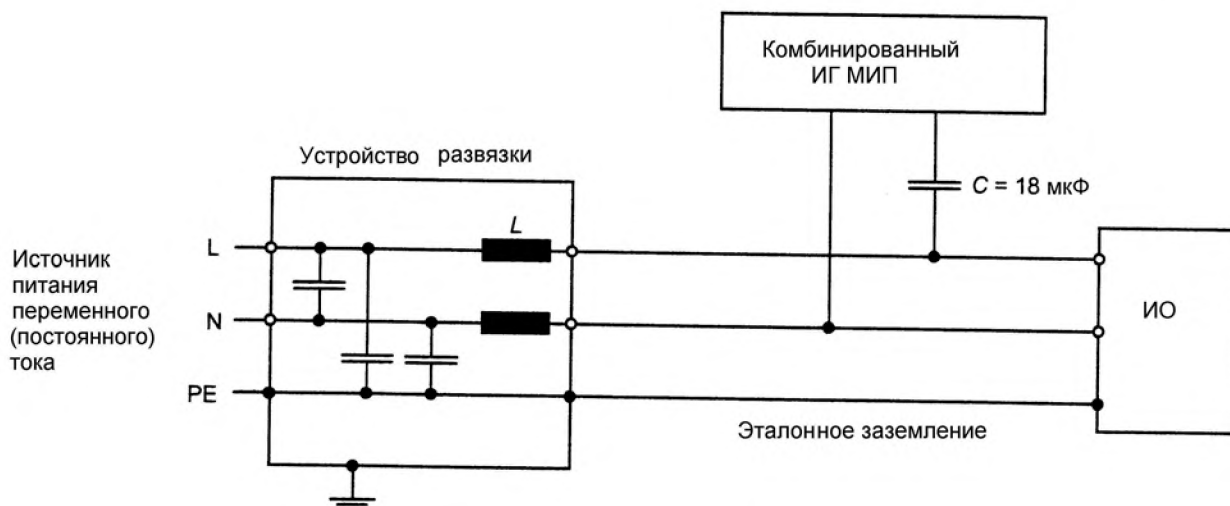 Комбинированный
ИГ МИП
Устройство развязки
C = 18 мкФ
L
L
Источник
питания
переменного
(постоянного)
тока
N
ИО
PE
Эталонное заземление